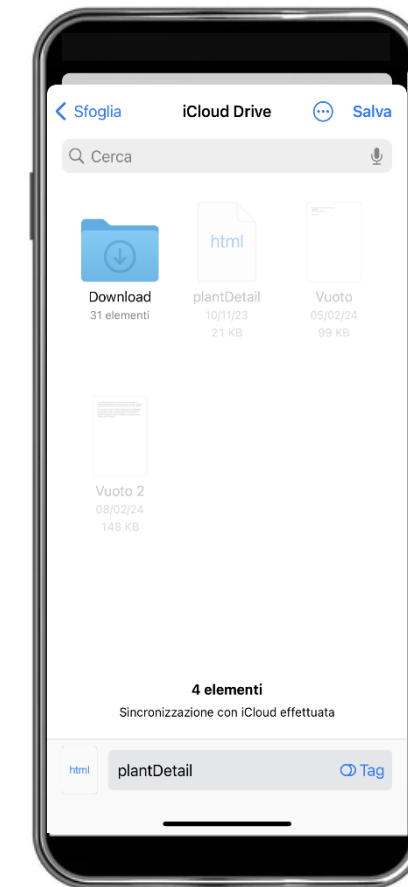 Sfoglia
iCloud Drive
Salva
Cerca
html
Download
31 elementi
plantDetail
10/11/23
21 KB
Vuoto
05/02/24
99 KB
Vuoto 2
08/02/24
148 KB
4 elementi
Sincronizzazione con iCloud effettuata
html
plantDetail
Tag